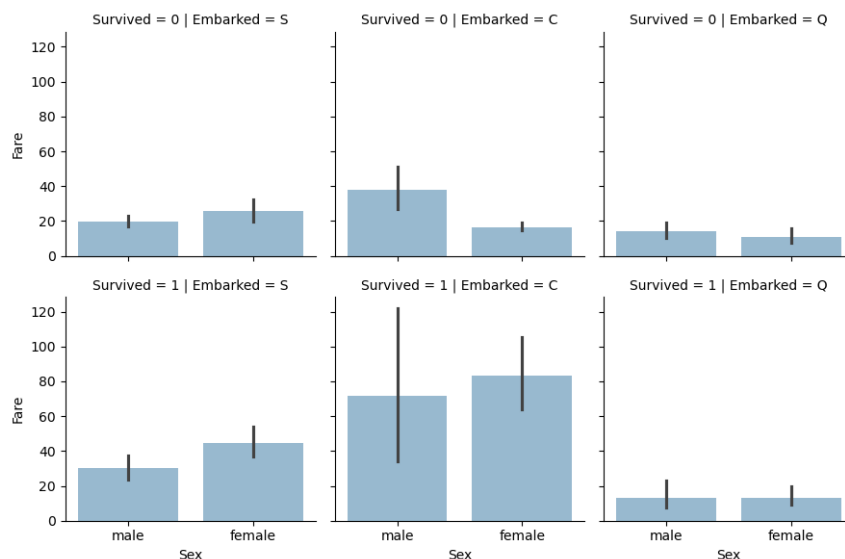 Survived = 0 | Embarked = S
Survived = 0 | Embarked = C
Survived = 0 | Embarked = Q
120
100
80
60
40
20
0
Fare
Survived = 1 | Embarked = S
Survived = 1 | Embarked = C
Survived = 1 | Embarked = Q
120
100
80
60
40
20
0
Fare
male female
male female
male female
Sex
Sex
Sex